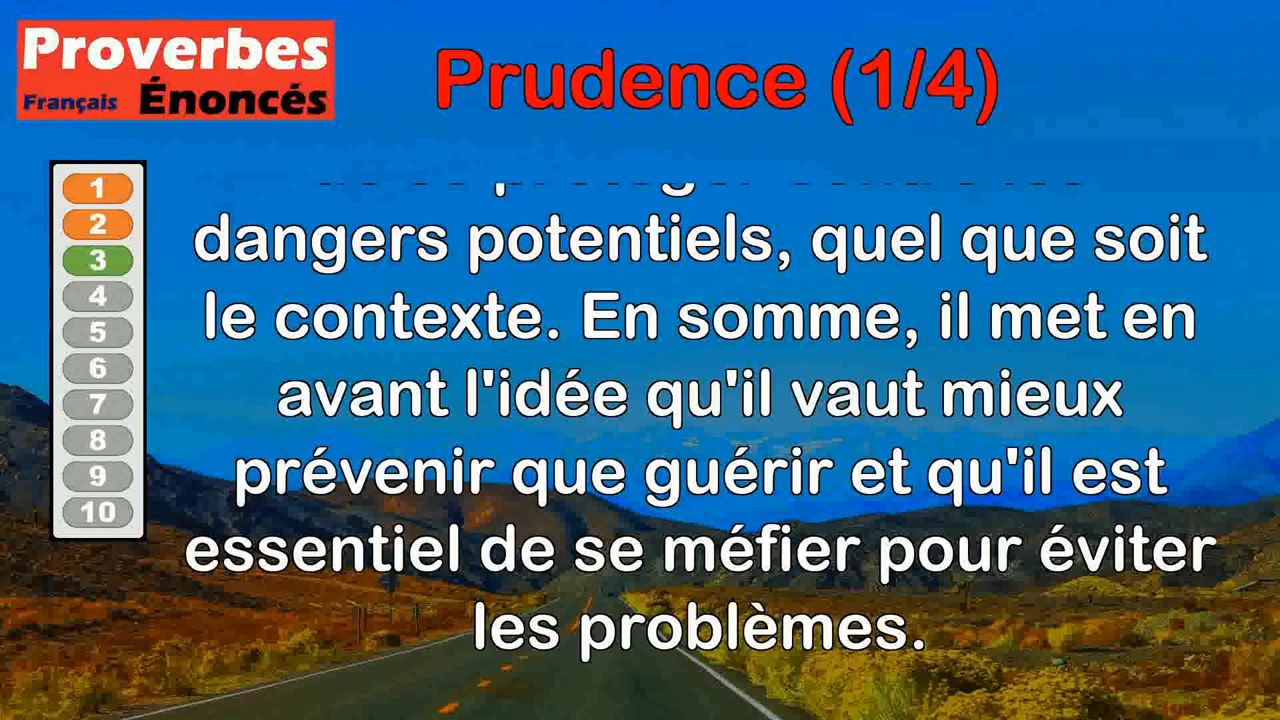 Proverbes
Français Énoncés
Prudence (1/4)
1
2
3
4
5
6
7
8
9
10
dangers potentiels, quel que soit
le contexte. En somme, il met en
avant l'idée qu'il vaut mieux
prévenir que guérir et qu'il est
essentiel de se méfier pour éviter
les problèmes.